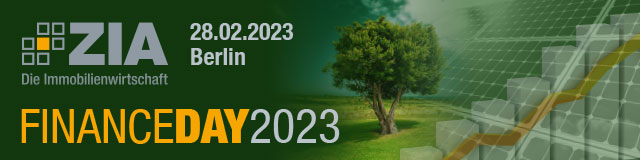 ZIA
Die Immobilienwirtschaft
28.02.2023
Berlin
FINANCEDAY2023